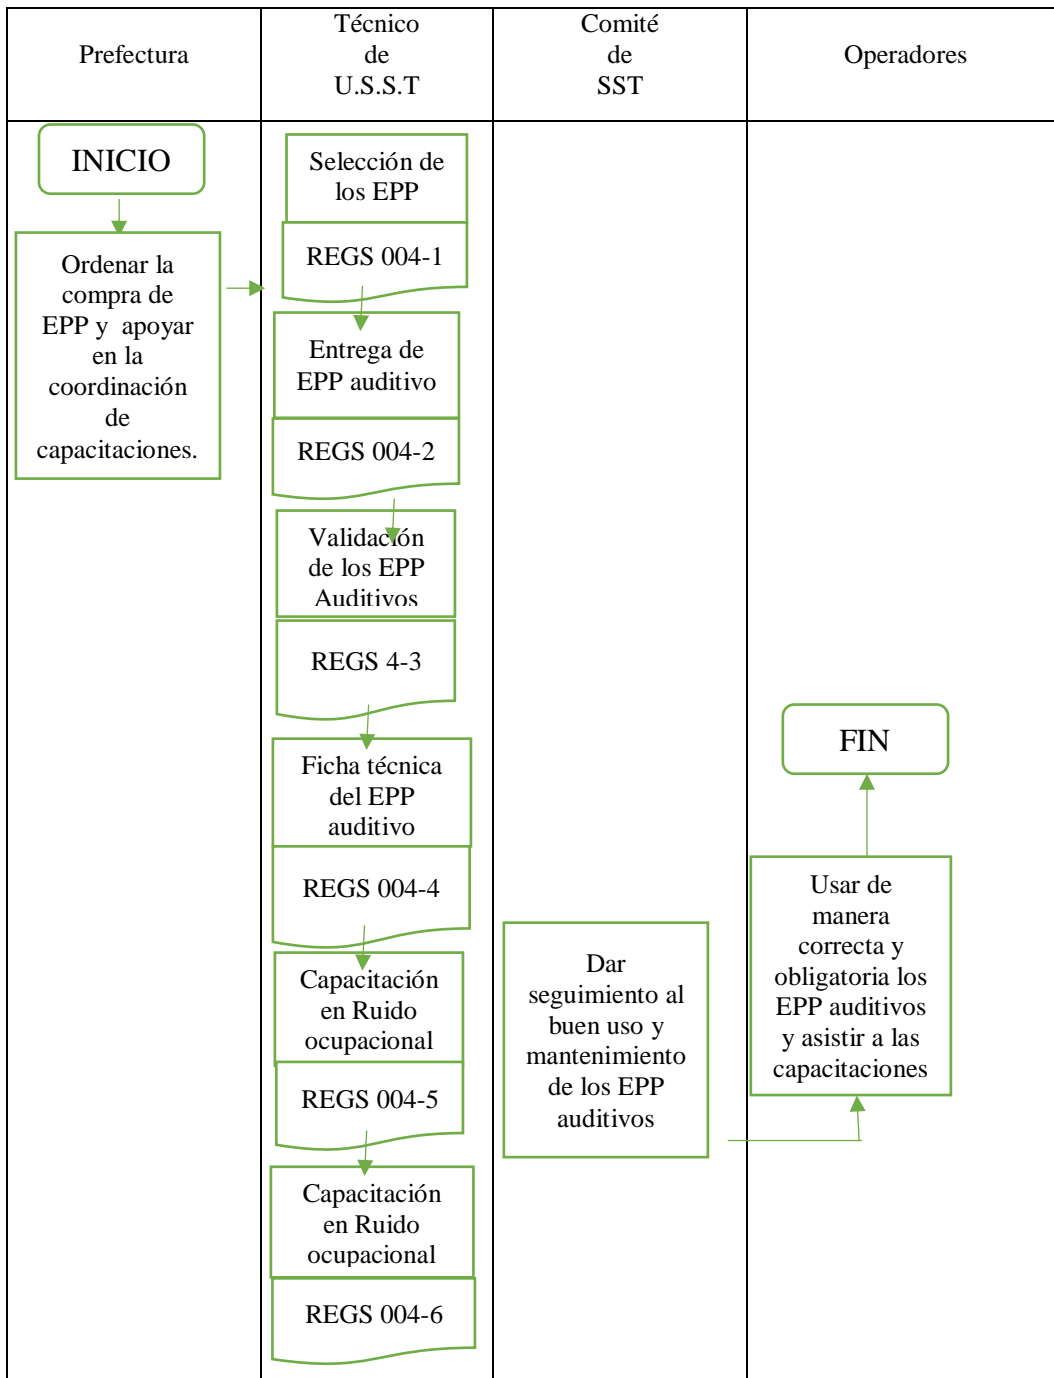 Prefectura
Técnico
de
U.S.S.T
Comité
de
SST
Operadores
INICIO
Ordenar la
compra de
EPP y apoyar
en la
coordinación
de
capacitaciones.
Selección de
los EPP
REGS 004-1
Entrega de
EPP auditivo
REGS 004-2
Validación
de los EPP
Auditivos
REGS 4-3
Ficha técnica
del EPP
auditivo
REGS 004-4
Capacitación
en Ruido
ocupacional
REGS 004-5
Capacitación
en Ruido
ocupacional
REGS 004-6
Dar
seguimiento al
buen uso y
mantenimiento
de los EPP
auditivos
FIN
Usar de
manera
correcta y
obligatoria los
EPP auditivos
y asistir a las
capacitaciones